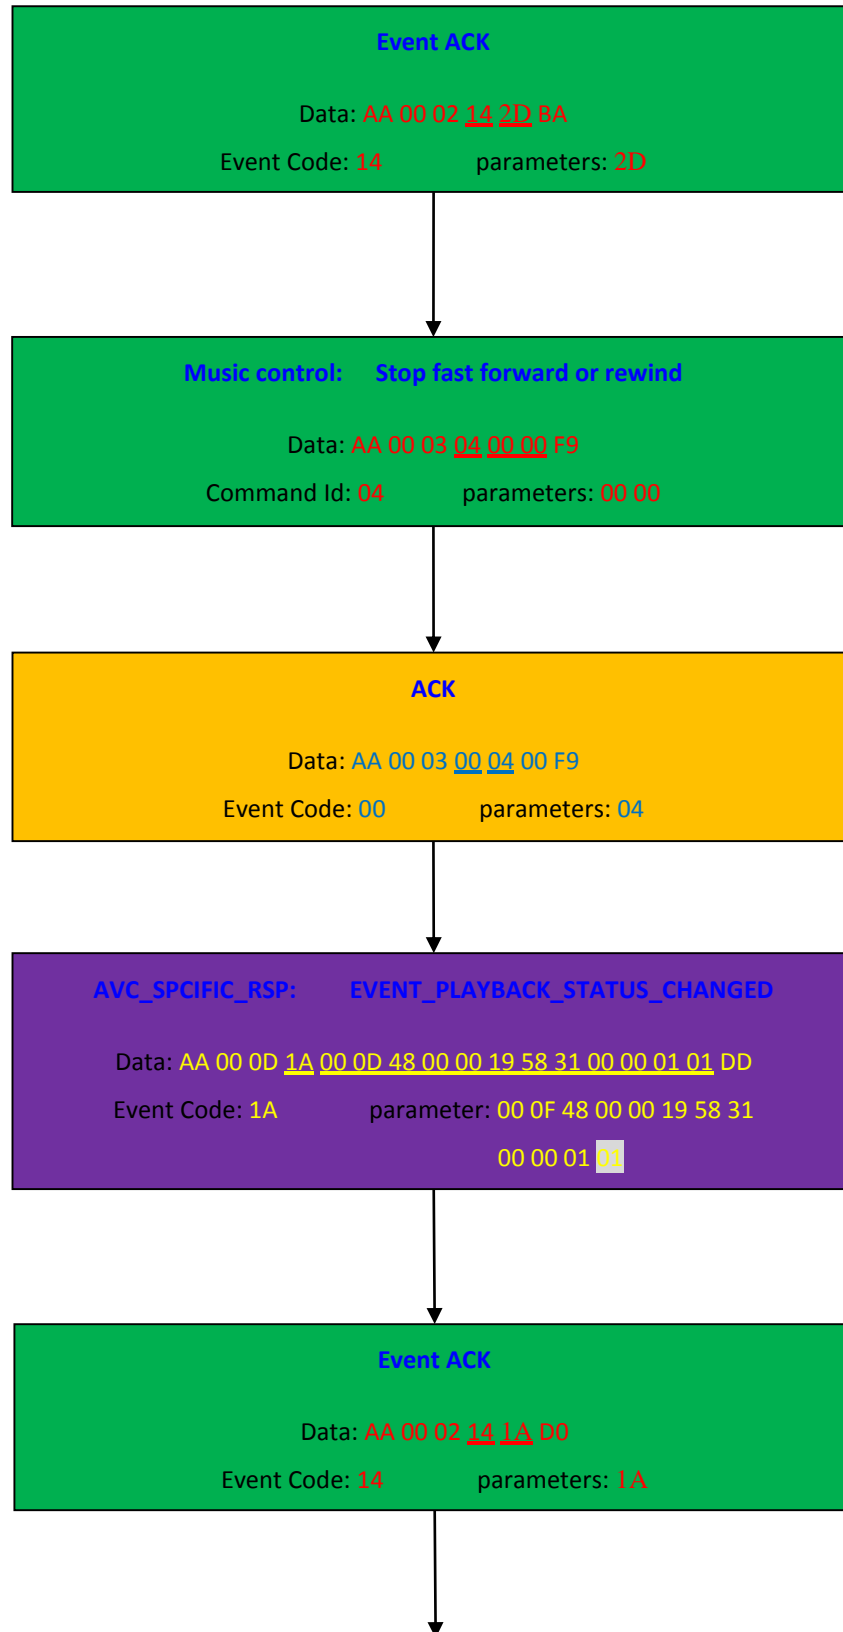 Event ACK
Data: AA 00 02 14 2D BA
Event Code: 14 parameters: 2D
Music control: Stop fast forward or rewind
Data: AA 00 03 04 00 00 F9
Command Id: 04 parameters: 00 00
ACK
Data: AA 00 03 00 04 00 F9
Event Code: 00 parameters: 04
AVC_SPCIFIC_RSP: EVENT_PLAYBACK_STATUS_CHANGED
Data: AA 00 0D 1A 00 0D 48 00 00 19 58 31 00 00 01 01 DD
Event Code: 1A parameter: 00 0F 48 00 00 19 58 31
00 00 01 01
Event ACK
Data: AA 00 02 14 1A D0
Event Code: 14 parameters: 1A